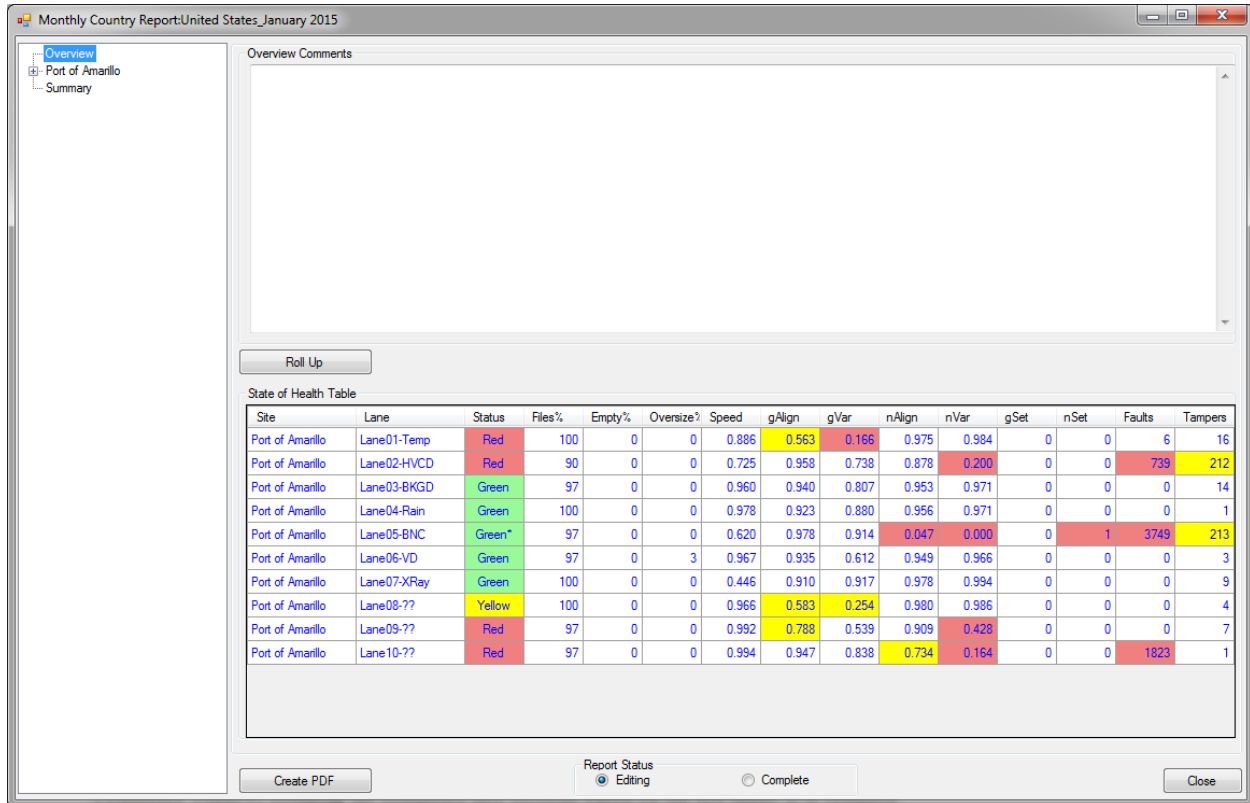 Monthly Country Report:United States_January 2015
Overview
Port of Amarillo
Summary
Overview Comments
Roll Up
State of Health Table
Site Lane Status Files% Empty% Oversize% Speed gAlign gVar nAlign nVar gSet nSet Faults Tampers
Port of Amarillo Lane01-Temp Red 100 0 0 0.886 0.563 0.166 0.975 0.984 0 0 6 16
Port of Amarillo Lane02-HVCD Red 90 0 0 0.725 0.958 0.738 0.878 0.200 0 0 739 212
Port of Amarillo Lane03-BKGD Green 97 0 0 0.960 0.940 0.807 0.953 0.971 0 0 0 14
Port of Amarillo Lane04-Rain Green 100 0 0 0.978 0.923 0.880 0.956 0.971 0 0 0 1
Port of Amarillo Lane05-BNC Green* 97 0 0 0.620 0.978 0.914 0.047 0.000 0 1 3749 213
Port of Amarillo Lane06-VD Green 97 0 3 0.967 0.935 0.612 0.949 0.966 0 0 0 3
Port of Amarillo Lane07-XRay Green 100 0 0 0.446 0.910 0.917 0.978 0.994 0 0 0 9
Port of Amarillo Lane08-?? Yellow 100 0 0 0.966 0.583 0.254 0.980 0.986 0 0 0 4
Port of Amarillo Lane09-?? Red 97 0 0 0.992 0.788 0.539 0.909 0.428 0 0 0 7
Port of Amarillo Lane10-?? Red 97 0 0 0.994 0.947 0.838 0.734 0.164 0 0 1823 1
Create PDF
Report Status
Editing Complete
Close